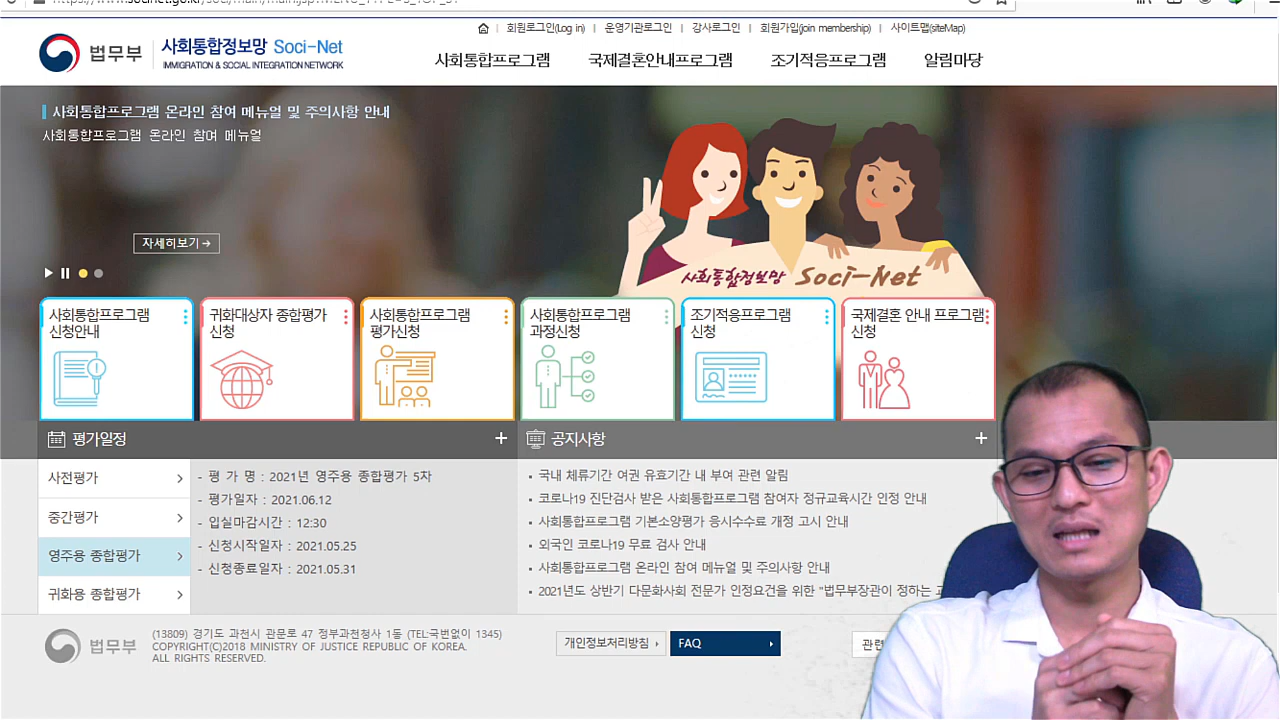 회원로그인(Log in) | 운영기관로그인 | 강사로그인 | 회원가입(join membership) | 사이트맵(siteMap)
법무부
사회통합정보망 Soci-Net
IMMIGRATION & SOCIAL INTEGRATION NETWORK
사회통합프로그램 국제결혼안내프로그램 조기적응프로그램 알림마당
사회통합프로그램 온라인 참여 메뉴얼 및 주의사항 안내
사회통합프로그램 온라인 참며 메뉴얼
자세히보기→
사회통합정보망 Soci-Net
사회통합프로그램
신청안내
귀화대상자 종합평가
신청
사회통합프로그램
평가신청
사회통합프로그램
과정신청
조기적응프로그램
신청
국제결혼 안내 프로그램
신청
평가일정 +
사전평가
중간평가
영주용 종합평가
귀화용 종합평가
- 평 가 명 : 2021년 영주용 종합평가 5차
- 평가일자 : 2021.06.12
- 입실마감시간 : 12:30
- 신청시작일자 : 2021.05.25
- 신청종료일자 : 2021.05.31
공지사항 +
국내 체류기간 여권 유효기간 내 부여 관련 알림
코로나19 진단검사 받은 사회통합프로그램 참여자 정규교육시간 인정 안내
사회통합프로그램 기본소양평가 응시수수료 개정 고시 안내
외국인 코로나19 무료 검사 안내
사회통합프로그램 온라인 참여 메뉴얼 및 주의사항 안내
2021년도 상반기 다문화사회 전문가 인정요건을 위한 "법무부장관이 정하는
법무부
(13809) 경기도 과천시 관문로 47 정부과천청사 1동 (TEL:국번없이 1345)
COPYRIGHT(C)2018 MINISTRY OF JUSTICE REPUBLIC OF KOREA.
ALL RIGHTS RESERVED.
개인정보처리방침
FAQ
관련